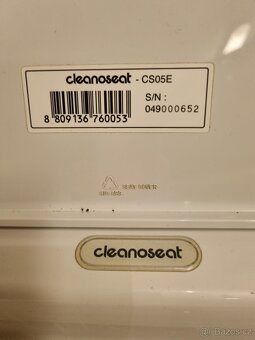 cleanoseat - CS05E
S/N :
8 809136 760053
049000652
cleanoseat